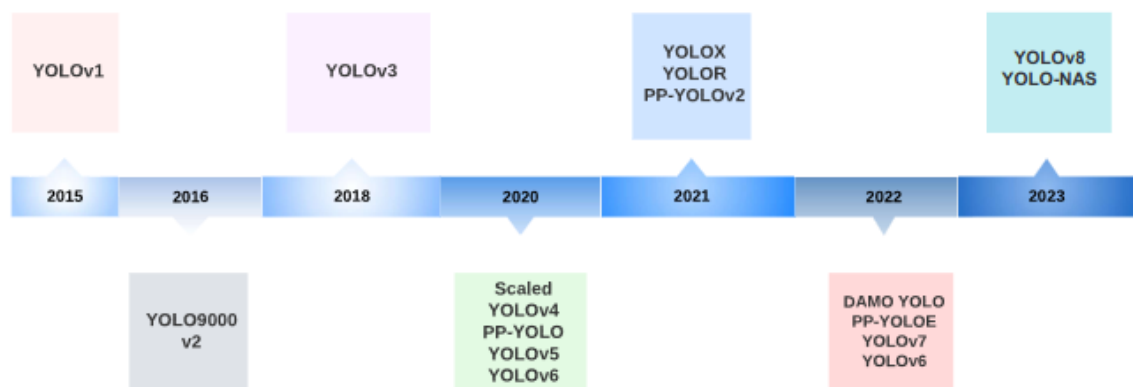 YOLOv1
YOLOv3
YOLOX
YOLOR
PP-YOLOv2
YOLOv8
YOLO-NAS
2015
2016
2018
2020
2021
2022
2023
YOLO9000
v2
Scaled
YOLOv4
PP-YOLO
YOLOv5
YOLOv6
DAMO YOLO
PP-YOLOE
YOLOv7
YOLOv6